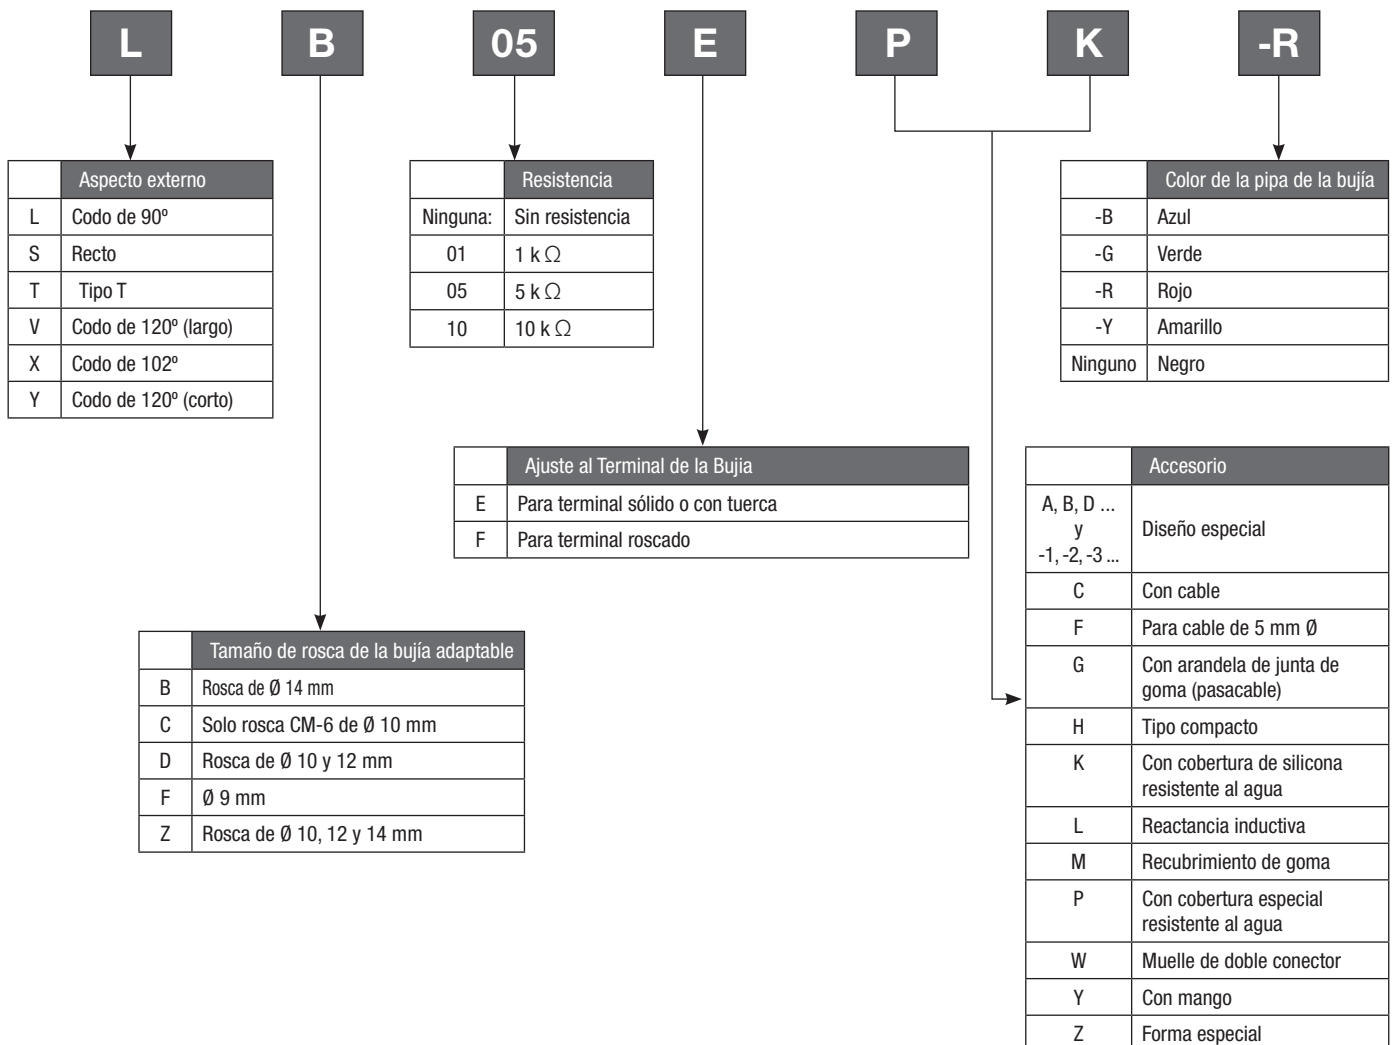 L B 05 E P K -R
Aspecto externo
L Codo de 90º
S Recto
T Tipo T
V Codo de 120º (largo)
X Codo de 102º
Y Codo de 120º (corto)
Resistencia
Ninguna: Sin resistencia
01 1 k Ω
05 5 k Ω
10 10 k Ω
Color de la pipa de la bujía
-B Azul
-G Verde
-R Rojo
-Y Amarillo
Ninguno Negro
Ajuste al Terminal de la Bujia
E Para terminal sólido o con tuerca
F Para terminal roscado
Tamaño de rosca de la bujía adaptable
B Rosca de Ø 14 mm
C Solo rosca CM-6 de Ø 10 mm
D Rosca de Ø 10 y 12 mm
F Ø 9 mm
Z Rosca de Ø 10, 12 y 14 mm
Accesorio
A, B, D ...
y
-1, -2, -3 ...
Diseño especial
C Con cable
F Para cable de 5 mm Ø
G Con arandela de junta de
goma (pasacable)
H Tipo compacto
K Con cobertura de silicona
resistente al agua
L Reactancia inductiva
M Recubrimiento de goma
P Con cobertura especial
resistente al agua
W Muelle de doble conector
Y Con mango
Z Forma especial